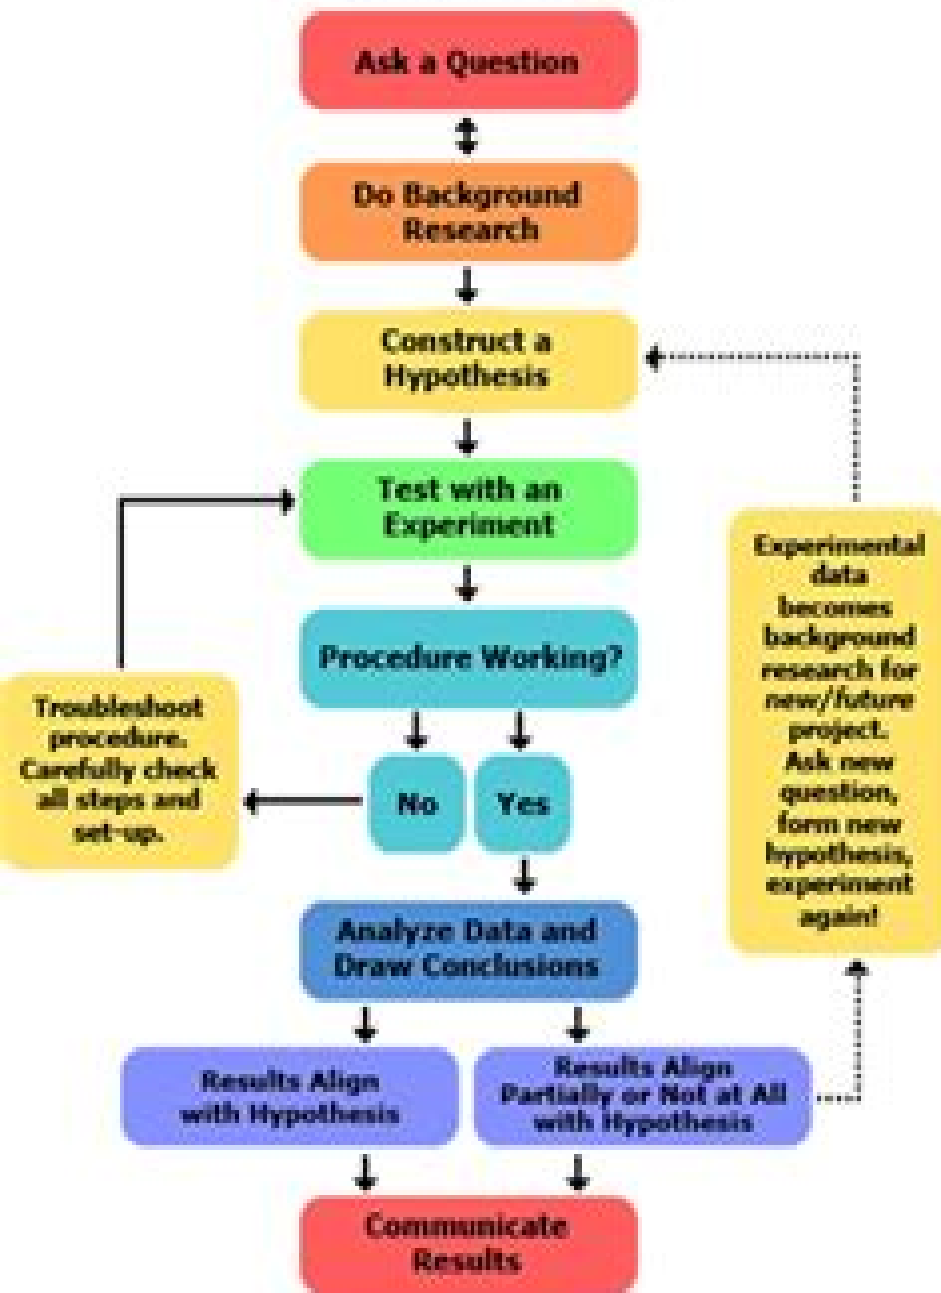 Ask a Question
Do Background
Research
Construct a
Hypothesis
Test with an
Experiment
Procedure Working?
Troubleshoot
procedure.
Carefully check
all steps and
set-up.
No
Yes
Experimental
data
becomes
background
research for
new/future
project.
Ask new
question,
form new
hypothesis,
experiment
again!
Analyze Data and
Draw Conclusions
Results Align
with Hypothesis
Results Align
Partially or Not at All
with Hypothesis
Communicate
Results